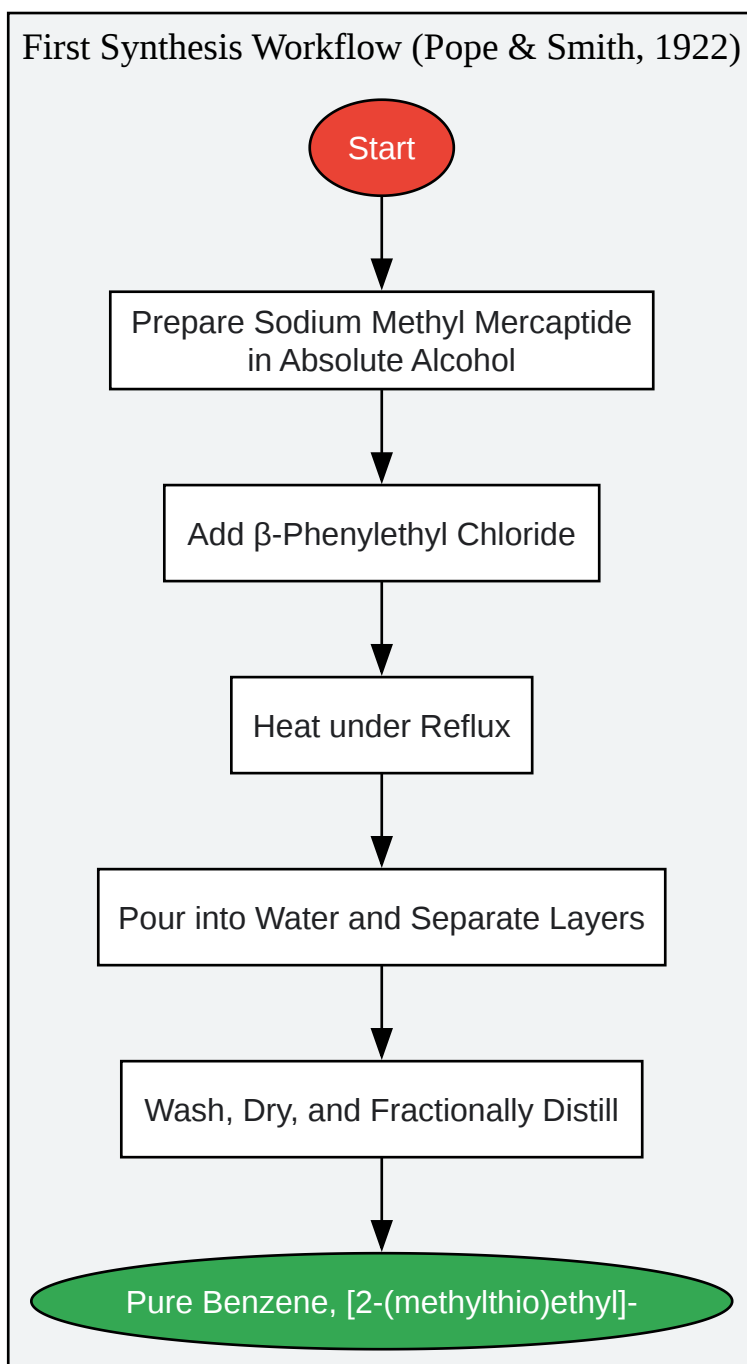 First Synthesis Workflow (Pope & Smith, 1922)
Start
Prepare Sodium Methyl Mercaptide
in Absolute Alcohol
Add β-Phenylethyl Chloride
Heat under Reflux
Pour into Water and Separate Layers
Wash, Dry, and Fractionally Distill
Pure Benzene, [2-(methylthio)ethyl]-